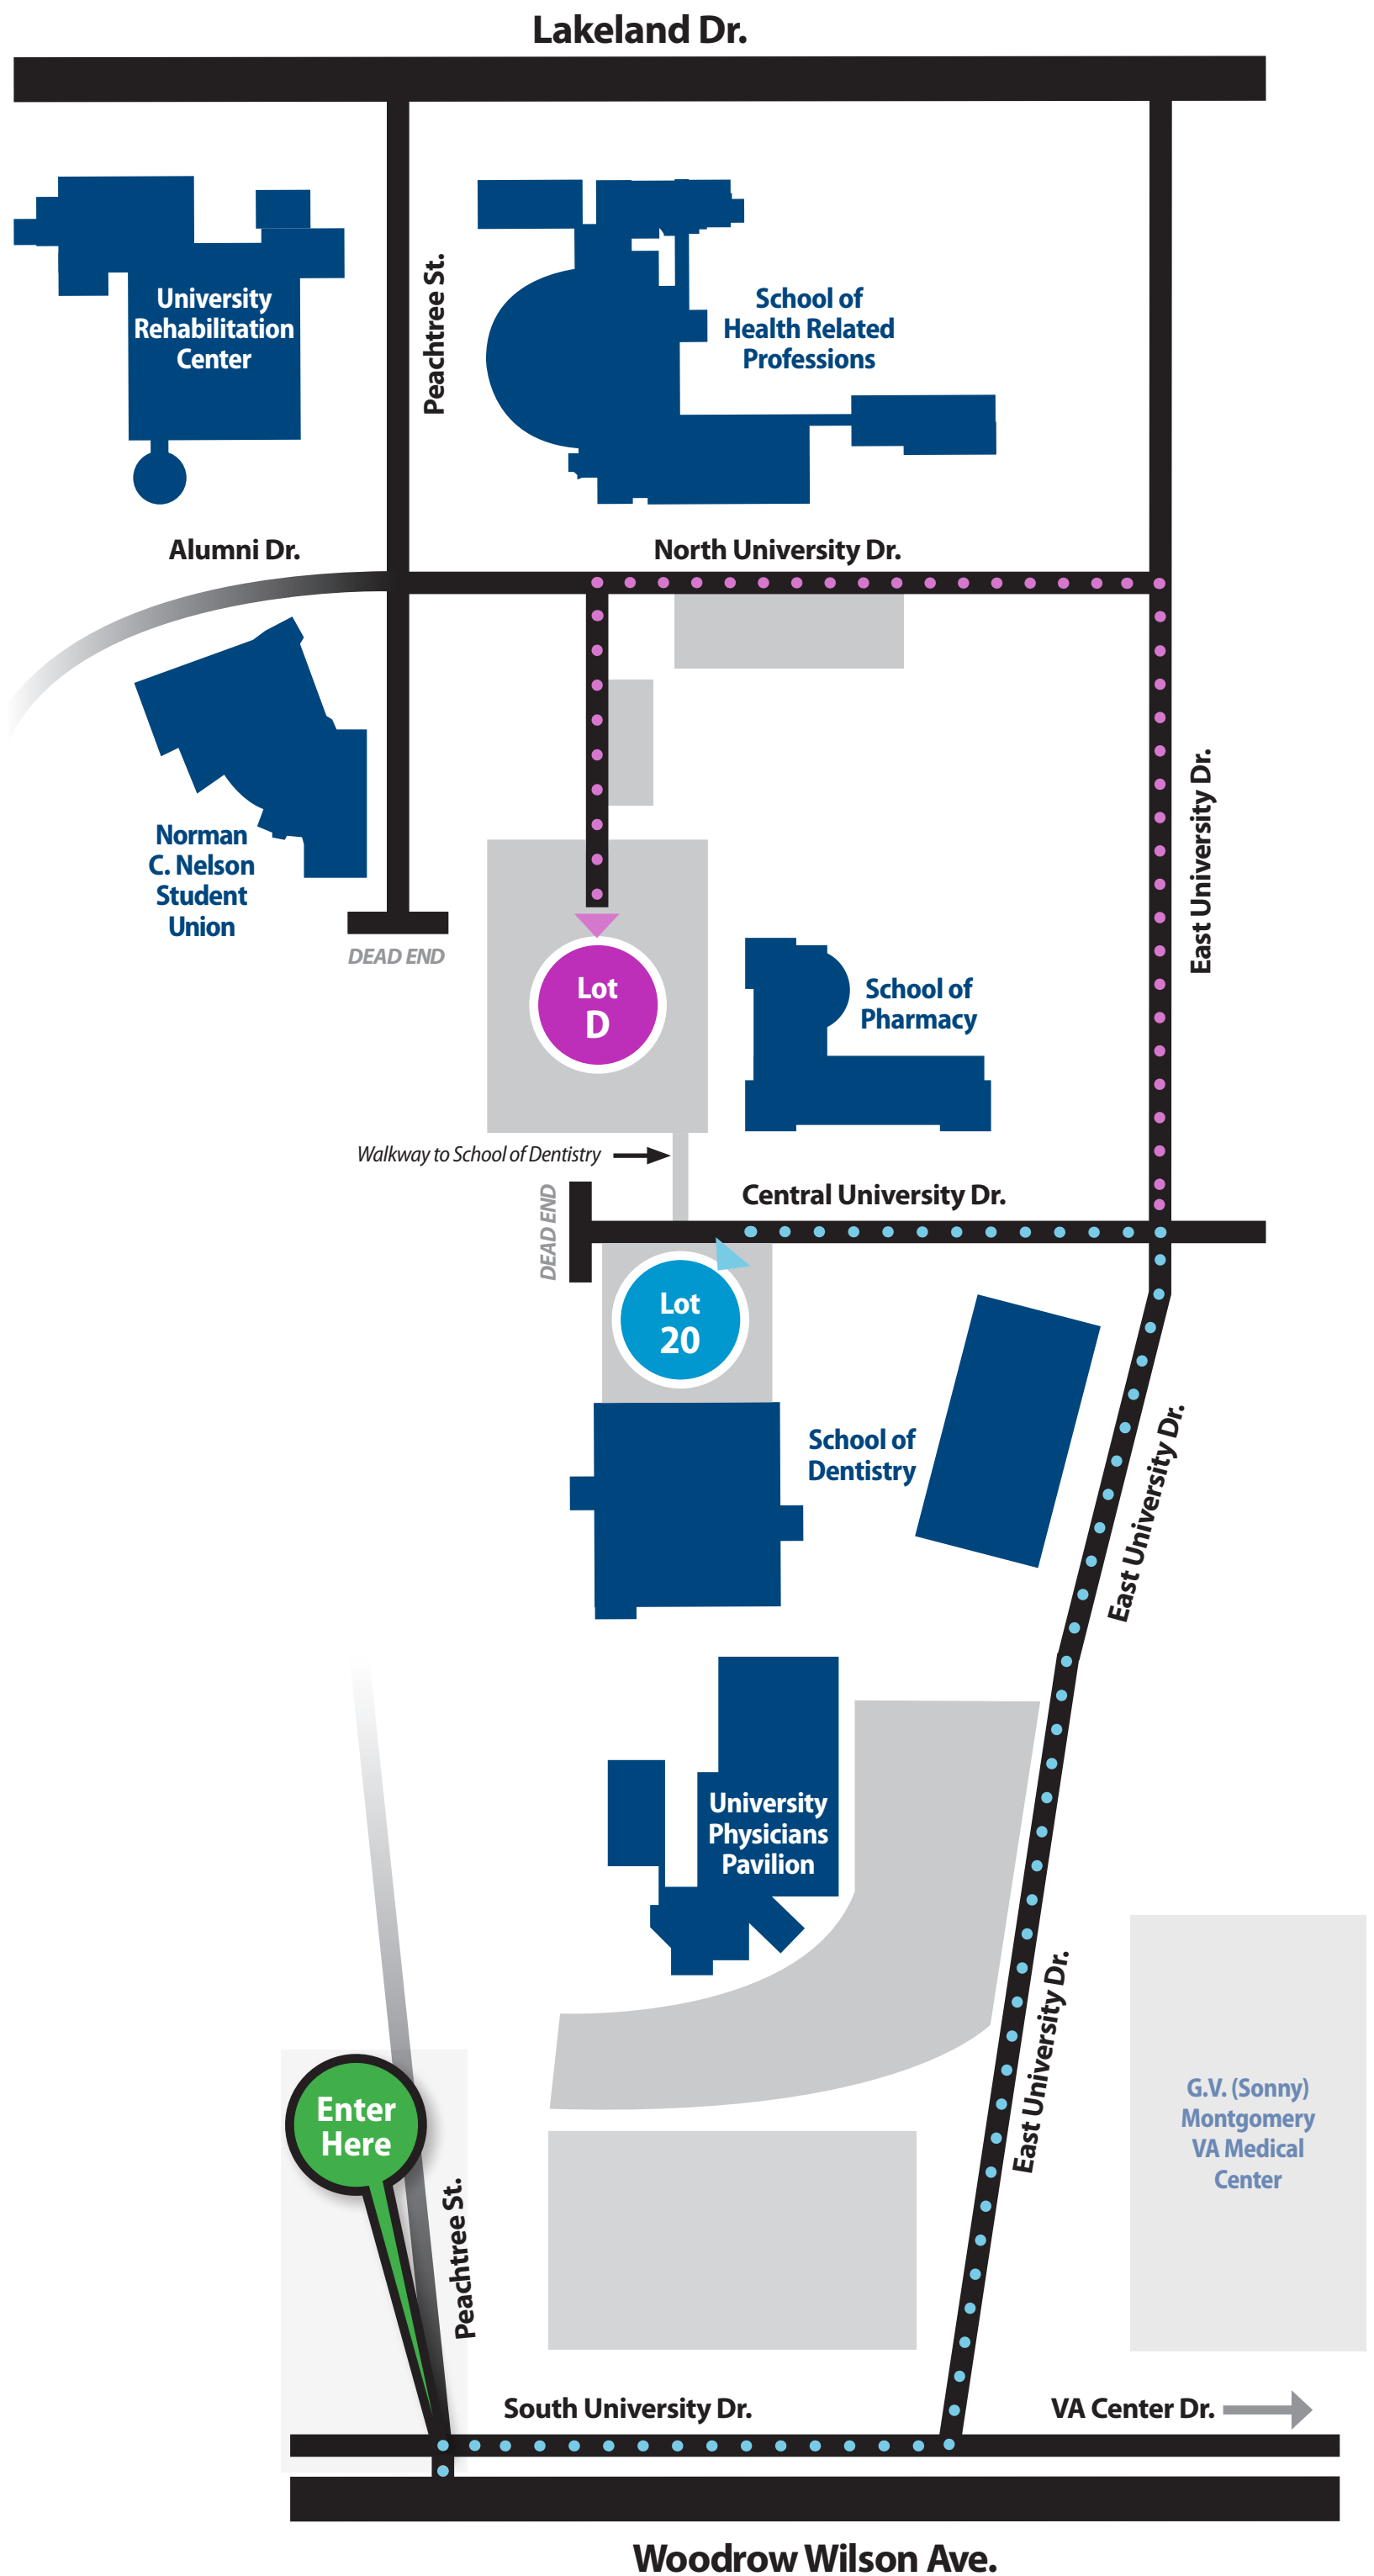 Lakeland Dr.
Peachtree St.
University
Rehabilitation
Center
School of
Health Related
Professions
Alumni Dr.
North University Dr.
Norman
C. Nelson
Student
Union
DEAD END
East University Dr.
Lot
D
School of
Pharmacy
Walkway to School of Dentistry
DEAD END
Central University Dr.
Lot
20
School of
Dentistry
East University Dr.
University
Physicians
Pavilion
East University Dr.
G.V. (Sonny)
Montgomery
VA Medical
Center
Enter
Here
Peachtree St.
South University Dr.
VA Center Dr.
Woodrow Wilson Ave.